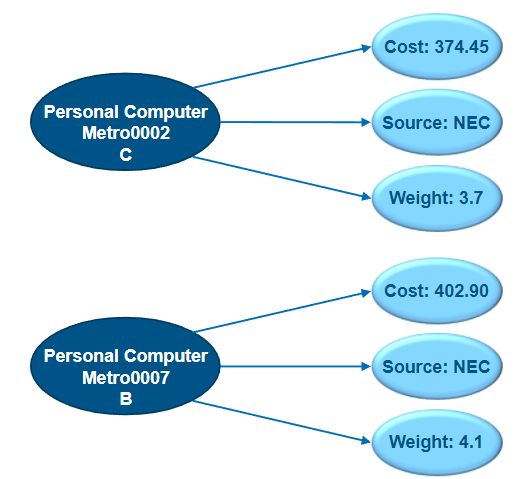 Personal Computer
Metro0002
C
Cost: 374.45
Source: NEC
Weight: 3.7
Personal Computer
Metro0007
B
Cost: 402.90
Source: NEC
Weight: 4.1